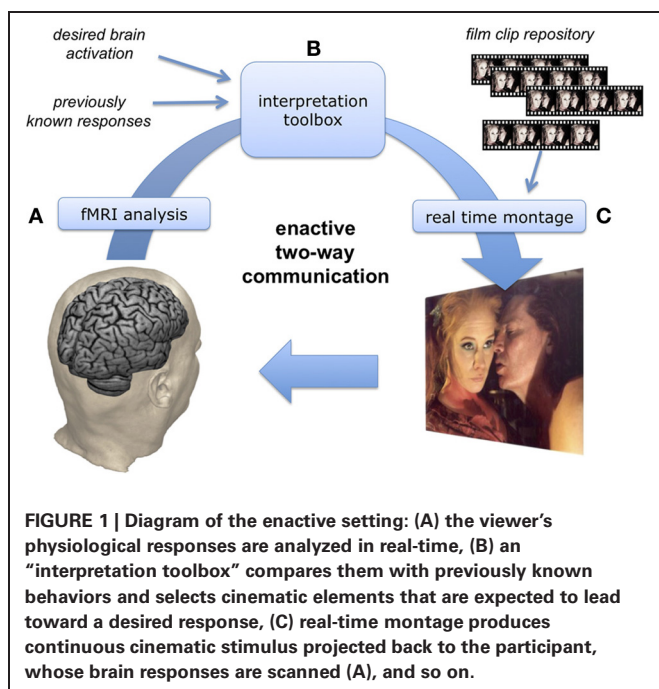 desired brain
activation
previously
known responses
B
interpretation
toolbox
film clip repository
A
fMRI analysis
real time montage
C
enactive
two-way
communication
FIGURE 1 | Diagram of the enactive setting: (A) the viewer's
physiological responses are analyzed in real-time, (B) an
“interpretation toolbox” compares them with previously known
behaviors and selects cinematic elements that are expected to lead
toward a desired response, (C) real-time montage produces
continuous cinematic stimulus projected back to the participant,
whose brain responses are scanned (A), and so on.